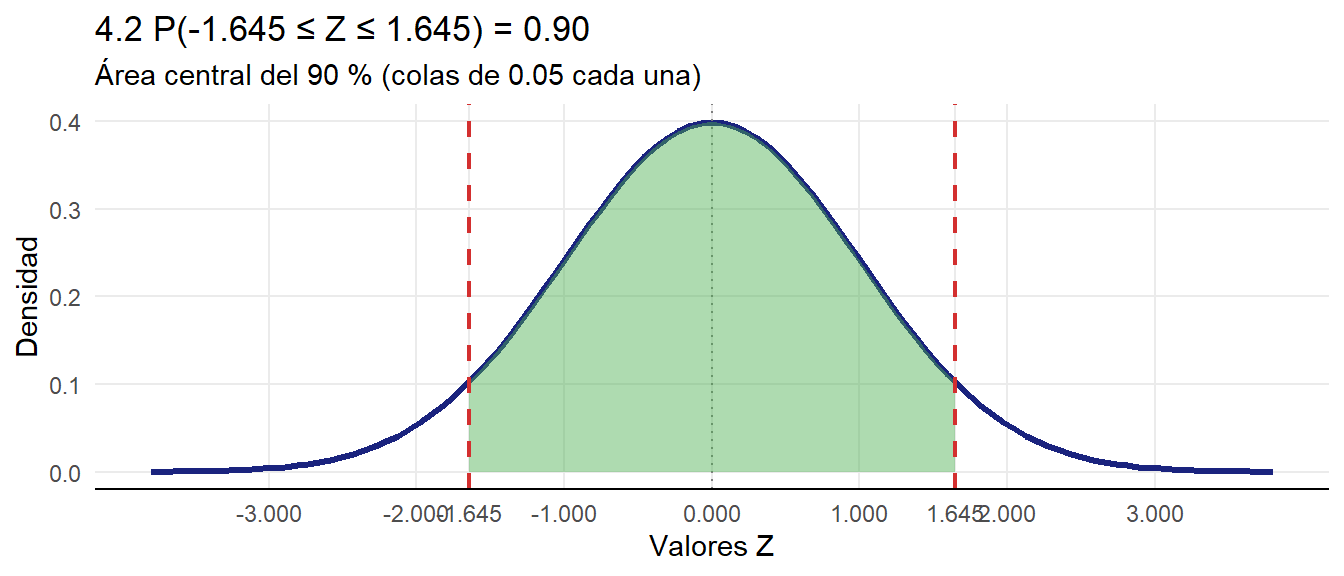 4.2 P(-1.645 ≤ Z ≤ 1.645) = 0.90
Área central del 90 % (colas de 0.05 cada una)
Densidad
0.4
0.3
0.2
0.1
0.0
-3.000 -2.000 -1.645 -1.000 0.000 1.000 1.645 2.000 3.000
Valores Z